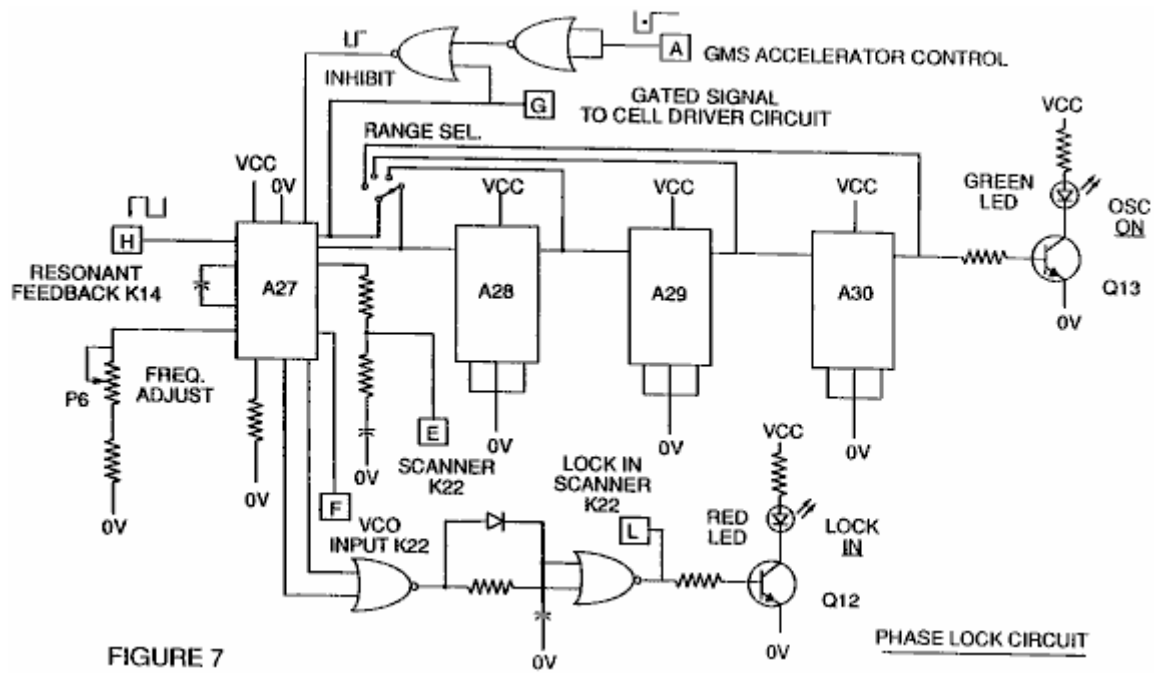 A
GMS ACCELERATOR CONTROL
INHIBIT
G
GATED SIGNAL
TO CELL DRIVER CIRCUIT
RANGE SEL.
VCC
VCC
0V
VCC
VCC
VCC
GREEN
LED
OSC
ON
H
RESONANT
FEEDBACK K14
A27
A28
A29
A30
Q13
0V
P6
FREQ.
ADJUST
E
SCANNER
K22
0V
0V
0V
0V
0V
0V
0V
LOCK IN
SCANNER
K22
L
VCC
RED
LED
LOCK
IN
F
VCO
INPUT K22
Q12
0V
0V
FIGURE 7
PHASE LOCK CIRCUIT